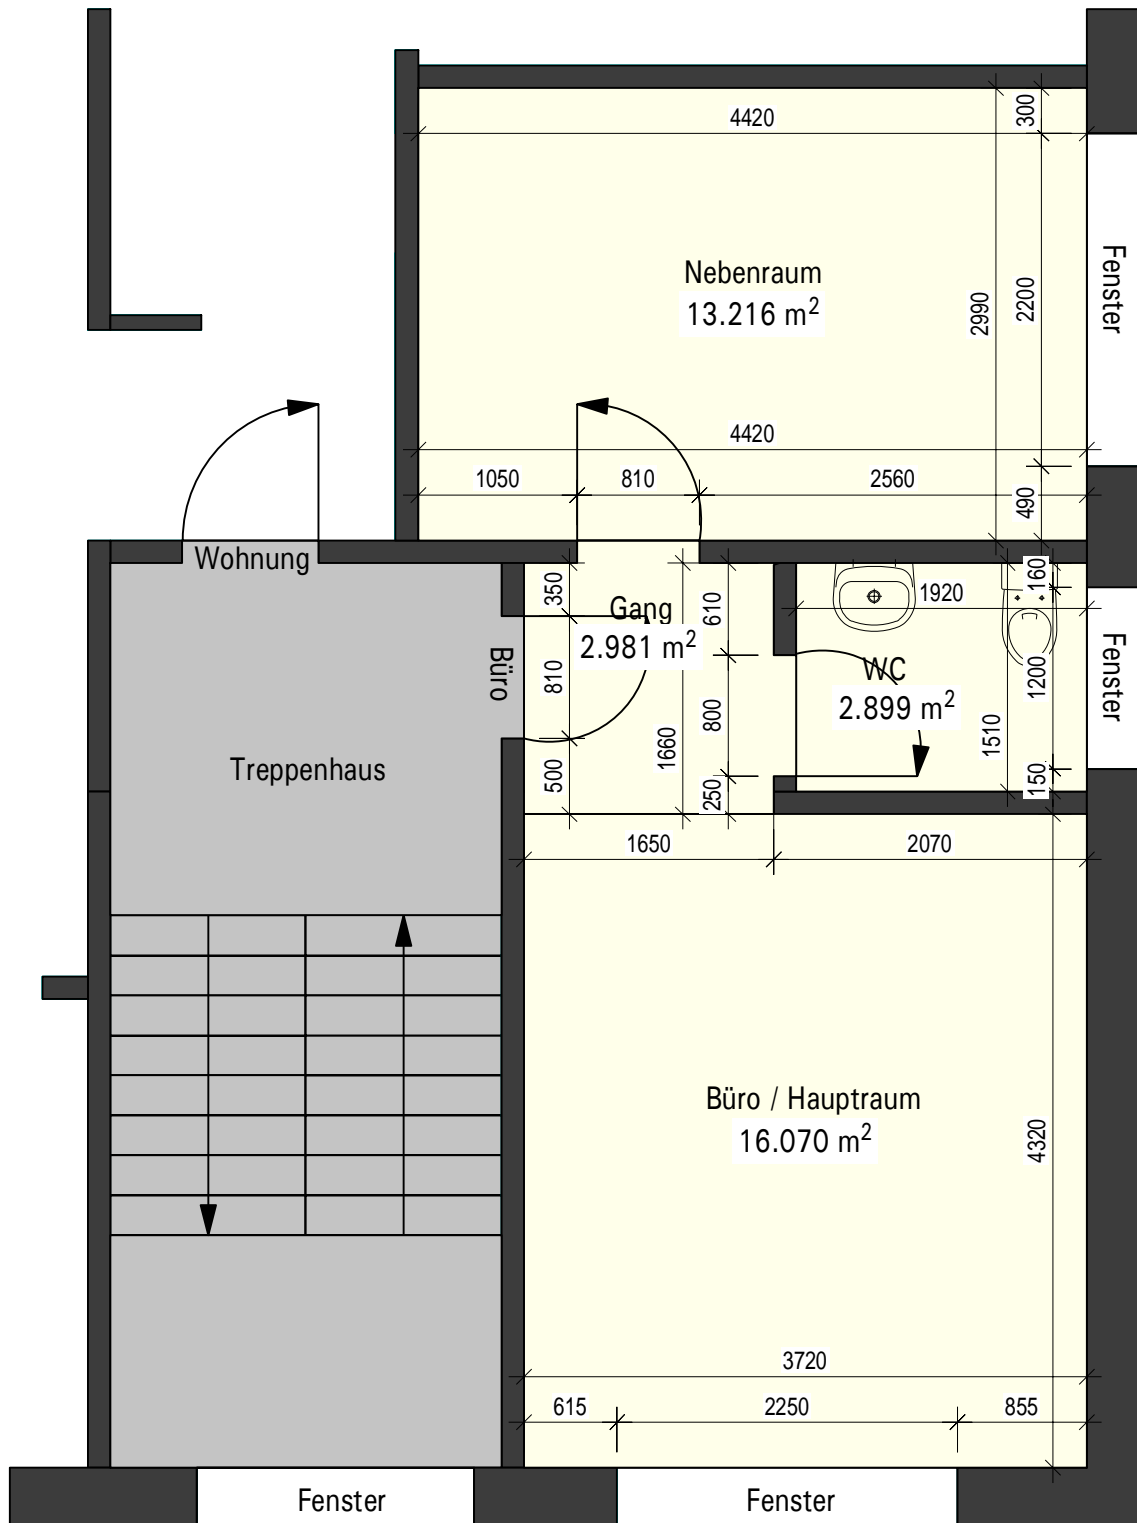 4420
300
Fenster
Nebenraum
13.216 m²
2990
2200
4420
1050
810
2560
490
Wohnung
350
Gang
2.981 m²
610
1920
160
Büro
810
WC
2.899 m²
1200
Fenster
800
1660
1510
Treppenhaus
500
250
150
1650
2070
Büro / Hauptraum
16.070 m²
4320
3720
615
2250
855
Fenster
Fenster